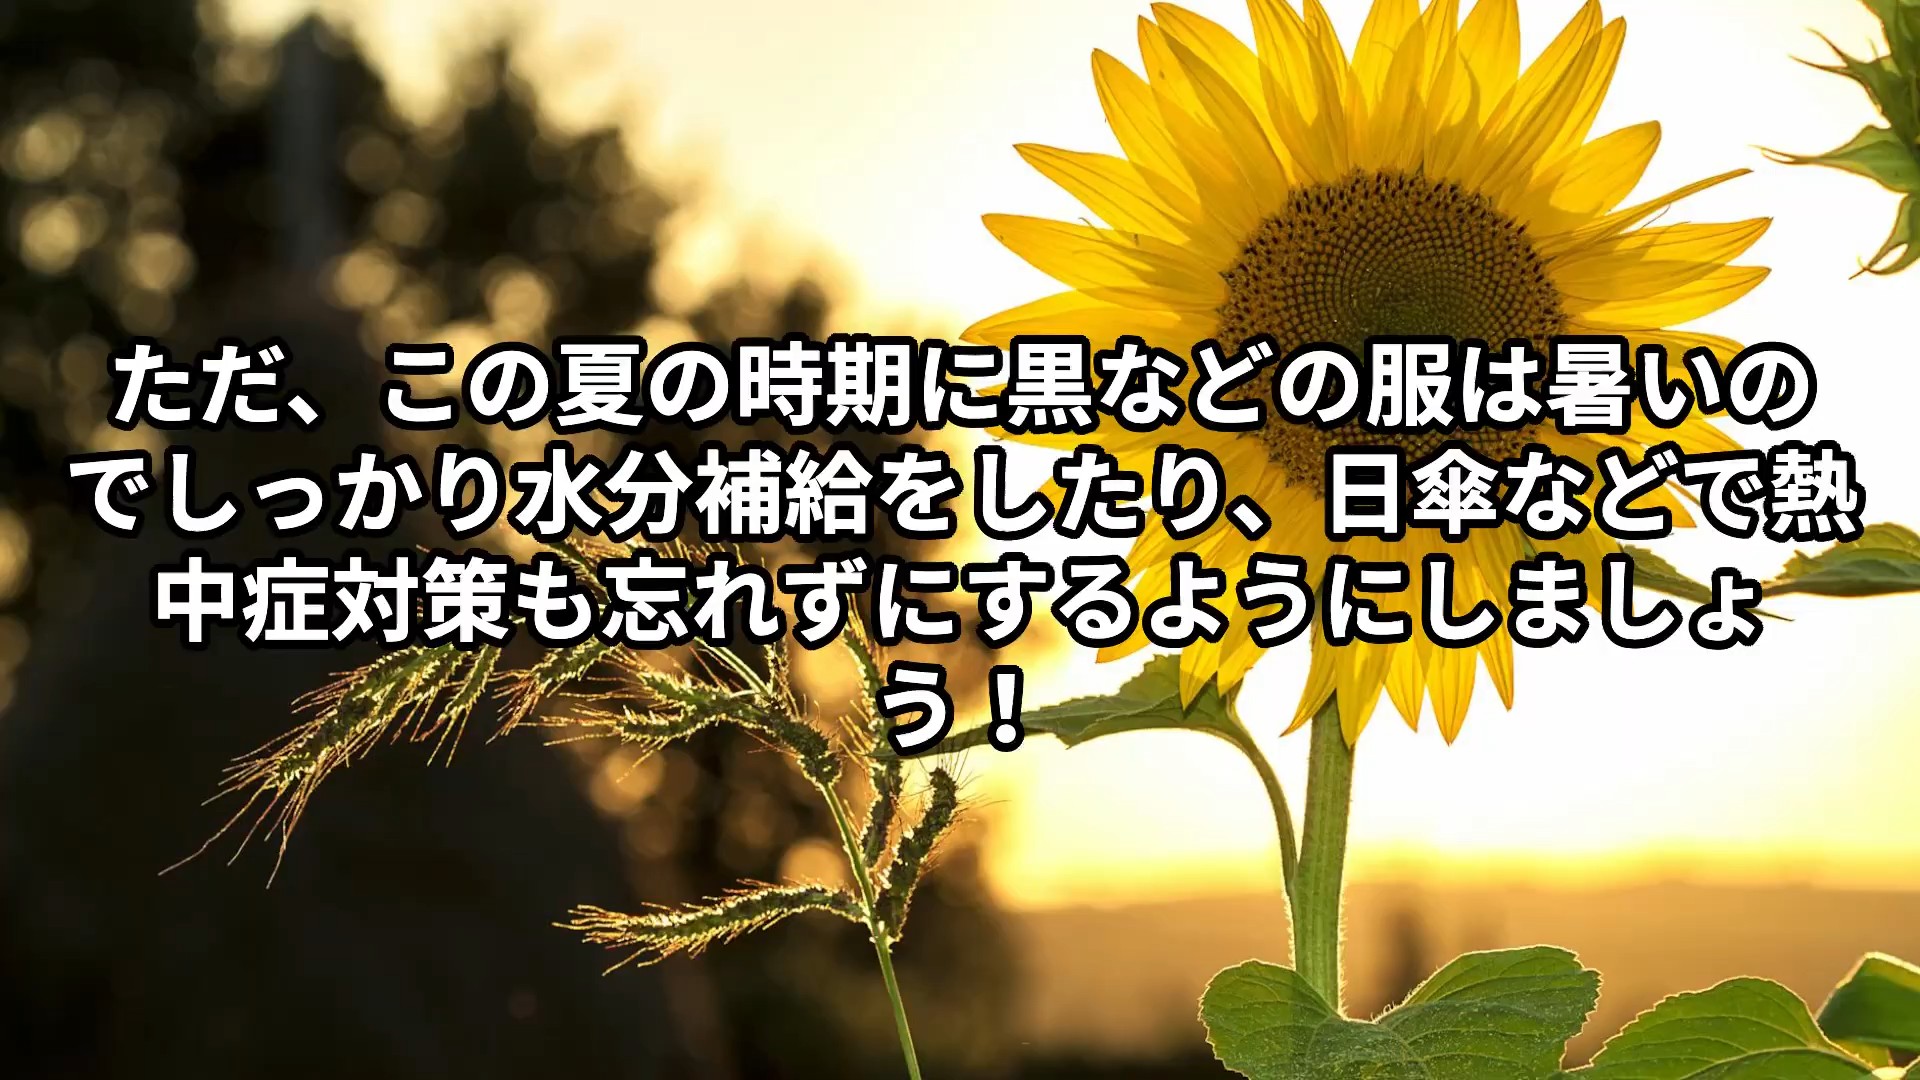 ただ、この夏の時期に黒などの服は暑いの
でしっかり水分補給をしたり、日傘などで熱
中症対策も忘れずにするようにしましょ
う！